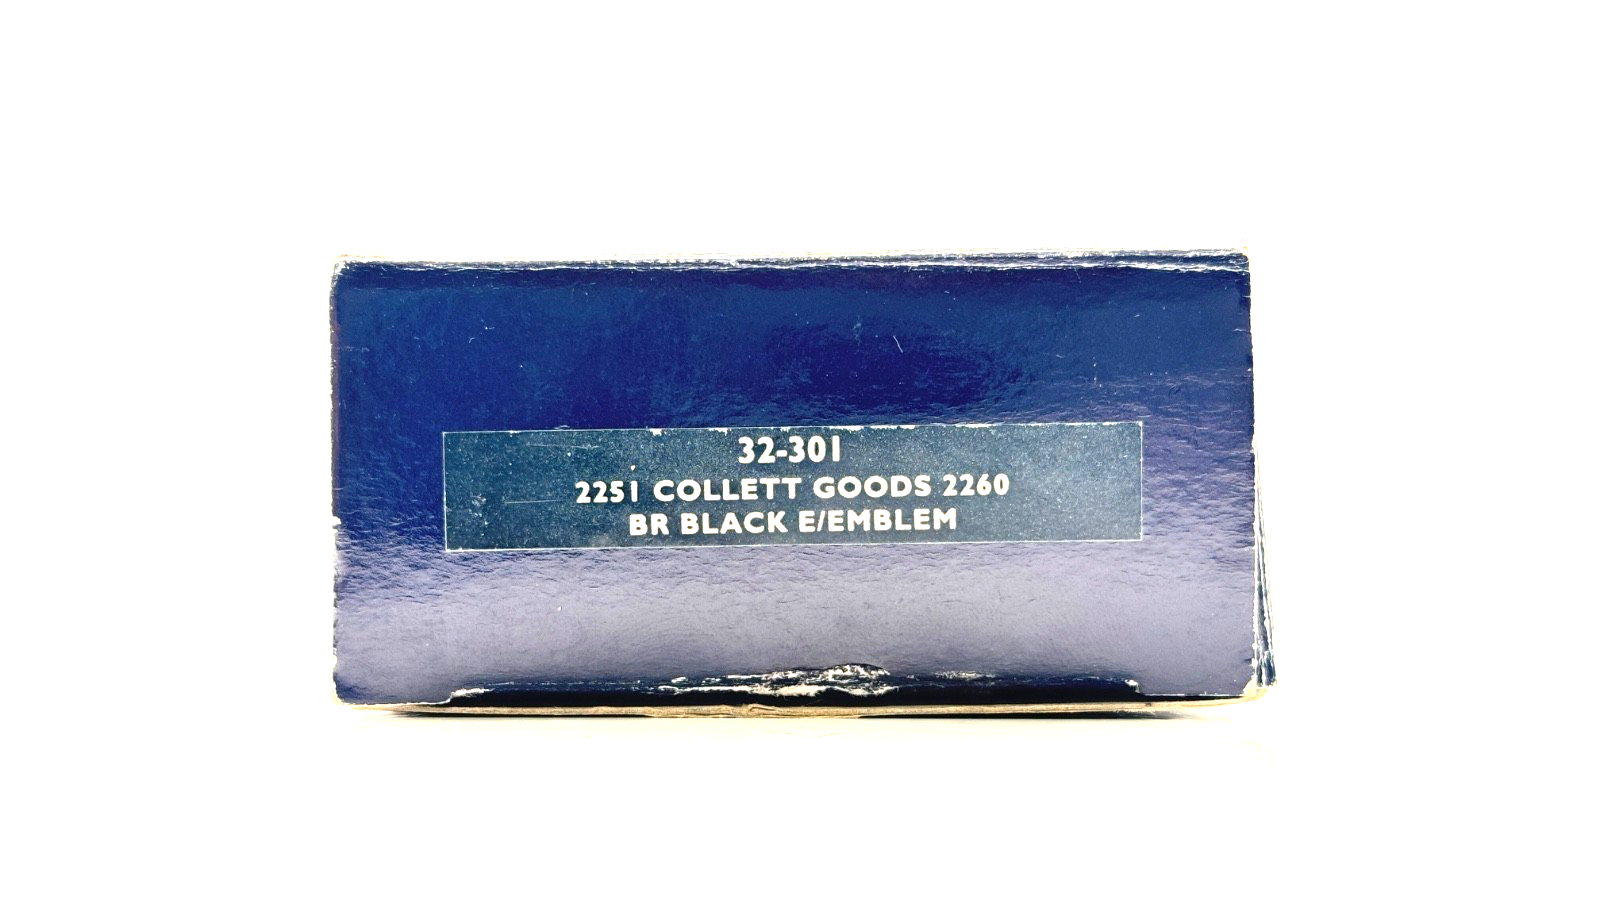 32-301
2251 COLLETT GOODS 2260
BR BLACK E/EMBLEM